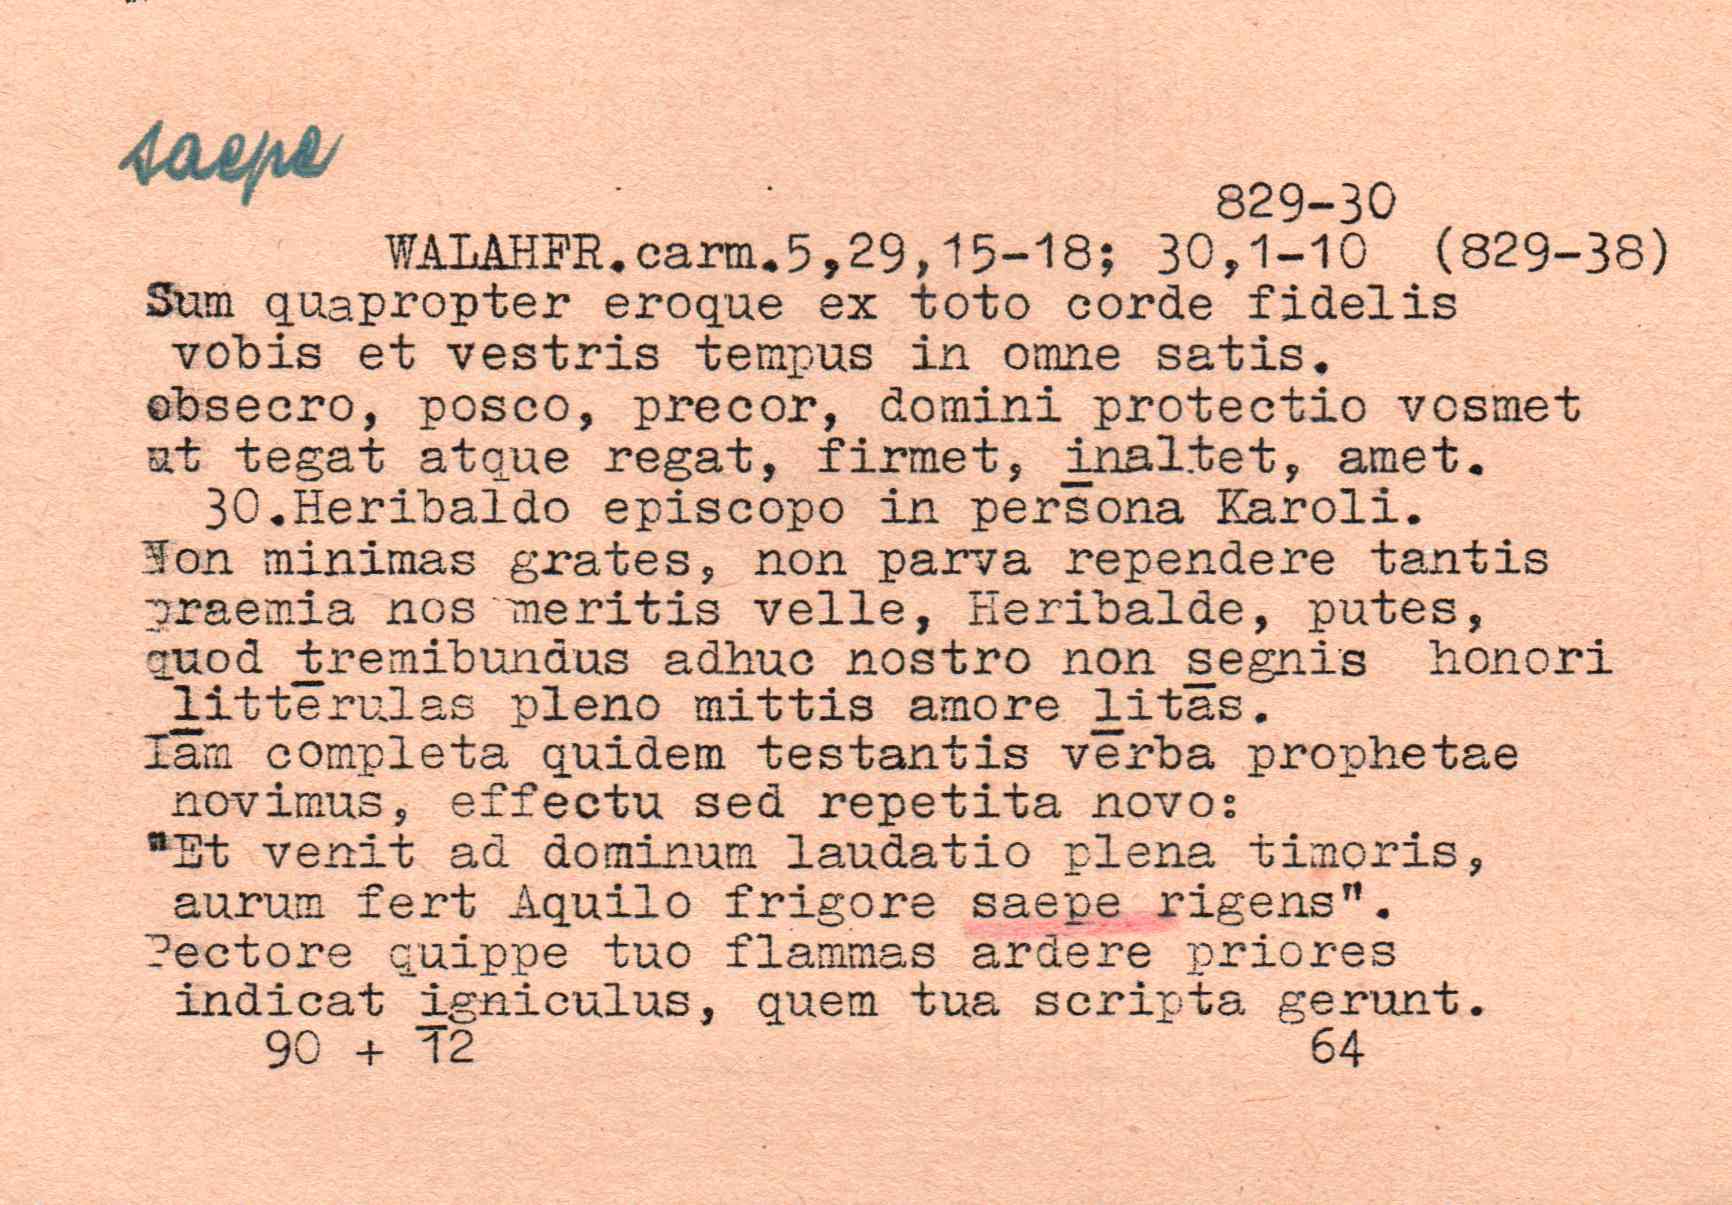 saepe
829-30
WALAHFR.carm.5,29,15-18; 30,1-10 (829-38)
Sum quapropter eroque ex toto corde fidelis
vobis et vestris tempus in omne satis.
obsecro, posco, precor, domini protectio vosmet
ut tegat atque regat, firmet, inaltet, amet.
30.Heribaldo episcopo in persona Karoli.
Non minimas grates, non parva rependere tantis
praemia nos meritis velle, Heribalde, putes,
quod tremibundus adhuc nostro non segnis honori
litterulas pleno mittis amore litas.
Iam completa quidem testantis verba prophetae
novimus, effectu sed repetita novo:
"Et venit ad dominum laudatio plena timoris,
aurum fert Aquilo frigore saepe rigens".
Pectore quippe tuo flammas ardere priores
indicat igniculus, quem tua scripta gerunt.
90 + 12 64